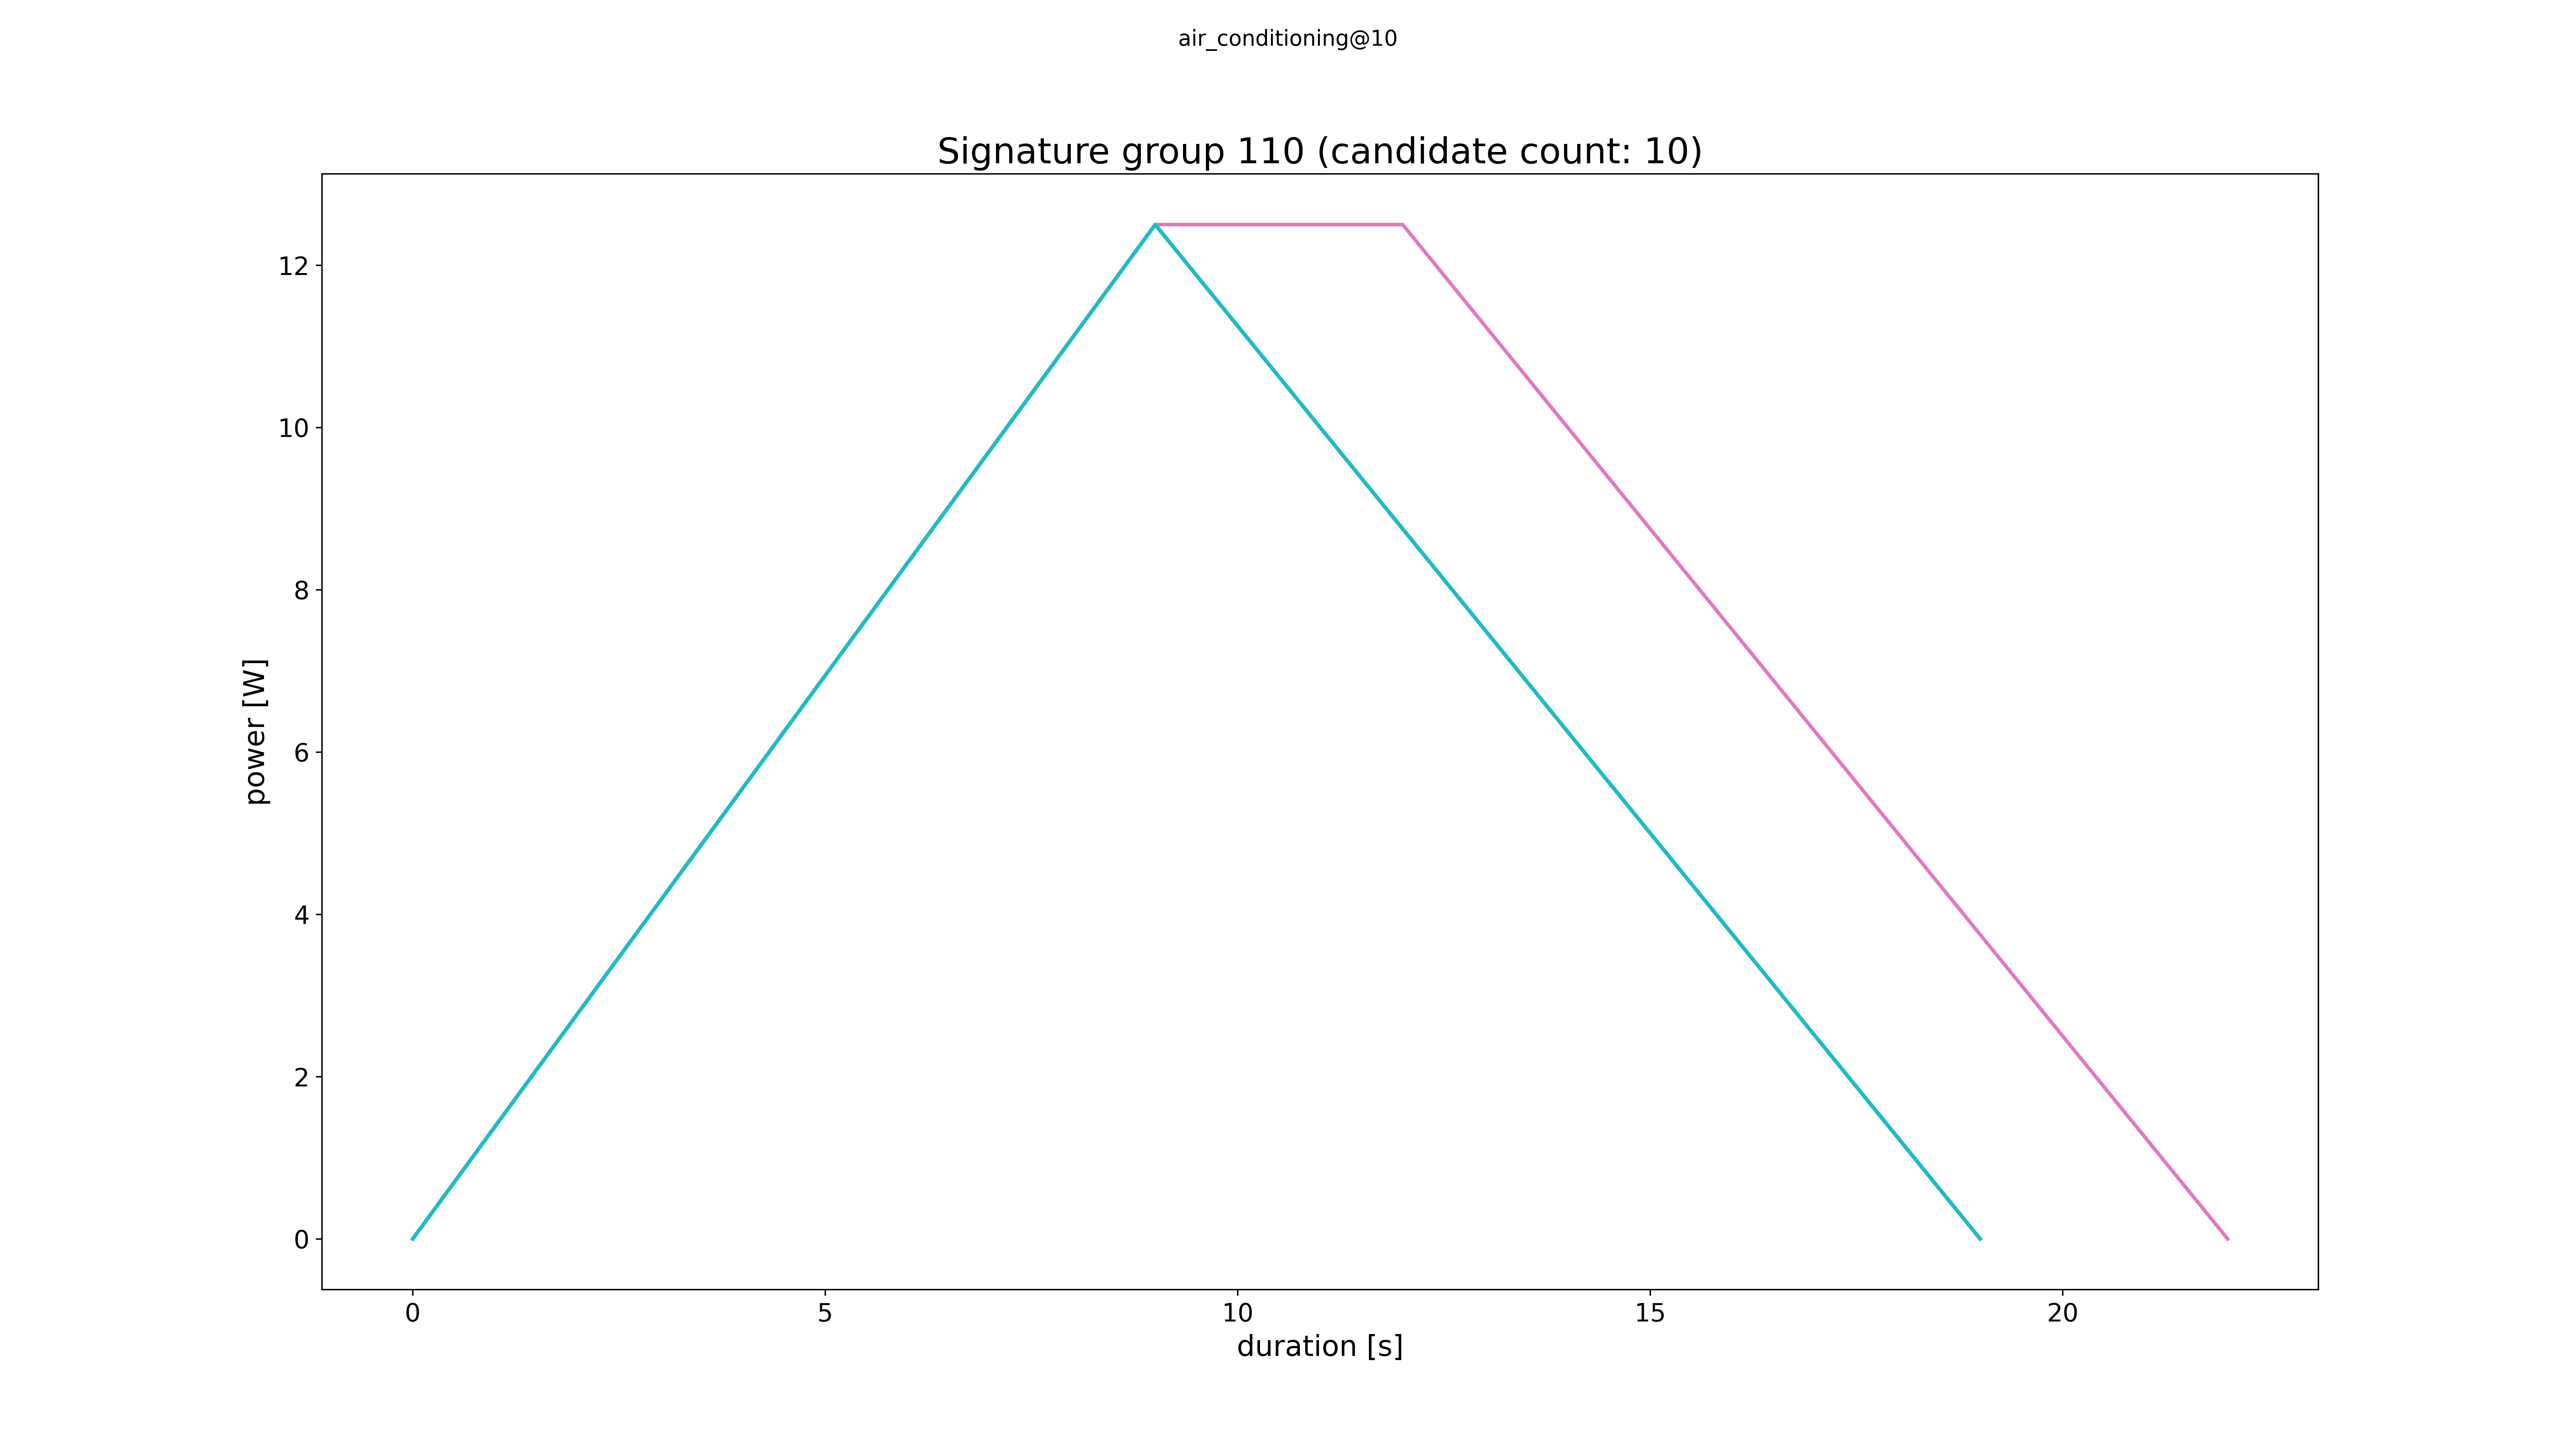 air_conditioning@10
Signature group 110 (candidate count: 10)
12
10
8
6
4
2
0
power [W]
0 5 10 15 20
duration [s]